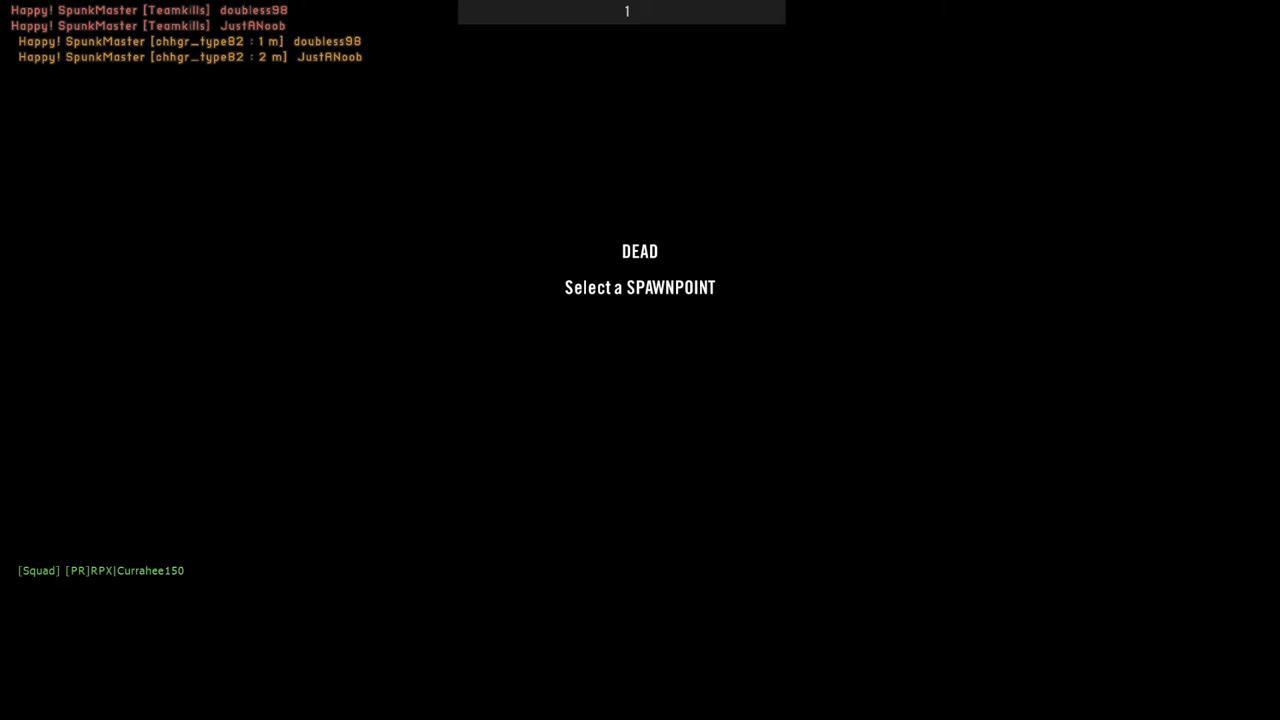 Happy! SpunkMaster [Teamkills] doubless98
1
Happy! SpunkMaster [Teamkills] JustANoob
Happy! SpunkMaster [chhgr_type82 : 1 m] doubless98
Happy! SpunkMaster [chhgr_type82 : 2 m] JustANoob
DEAD
Select a SPAWNPOINT
[Squad] [PR]RPX|Currahee150